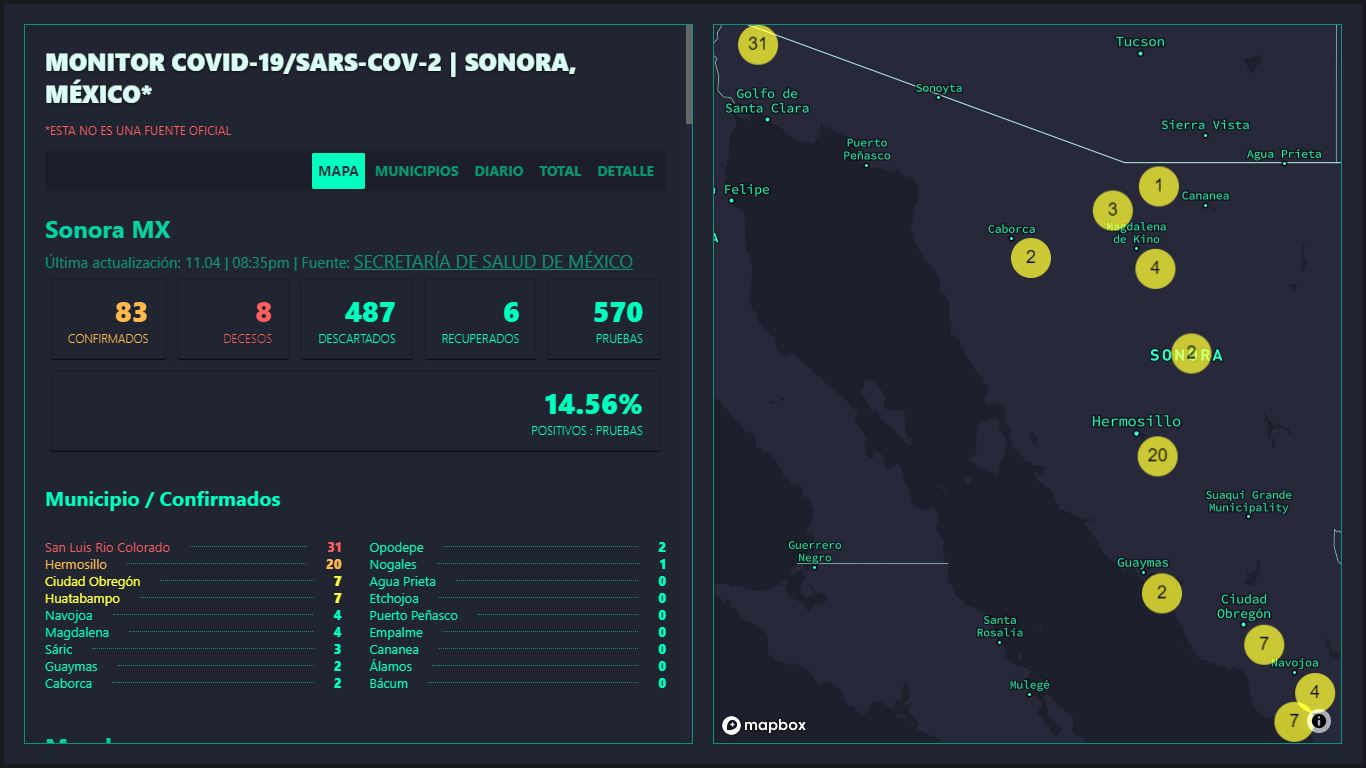 MONITOR COVID-19/SARS-COV-2 | SONORA,
MÉXICO*
*ESTA NO ES UNA FUENTE OFICIAL
MAPA MUNICIPIOS DIARIO TOTAL DETALLE
Sonora MX
Última actualización: 11.04 | 08:35pm | Fuente: SECRETARÍA DE SALUD DE MÉXICO
83
CONFIRMADOS
8
DECESOS
487
DESCARTADOS
6
RECUPERADOS
570
PRUEBAS
14.56%
POSITIVOS : PRUEBAS
Municipio / Confirmados
San Luis Rio Colorado 31
Hermosillo 20
Ciudad Obregón 7
Huatabampo 7
Navojoa 4
Magdalena 4
Sáric 3
Guaymas 2
Caborca 2
Opodepe 2
Nogales 1
Agua Prieta 0
Etchojoa 0
Puerto Peñasco 0
Empalme 0
Cananea 0
Álamos 0
Bácum 0
31
Tucson
Sonoyta
Golfo de
Santa Clara
Sierra Vista
Puerto
Peñasco
Agua Prieta
Felipe
1
Cananea
3
Magdalena
de Kino
Caborca
2
4
SONORA
2
Hermosillo
20
Suaqui Grande
Municipality
Guerrero
Negro
Guaymas
2
Ciudad
Obregón
Santa
Rosalía
7
Navojoa
Mulegé
4
7
mapbox